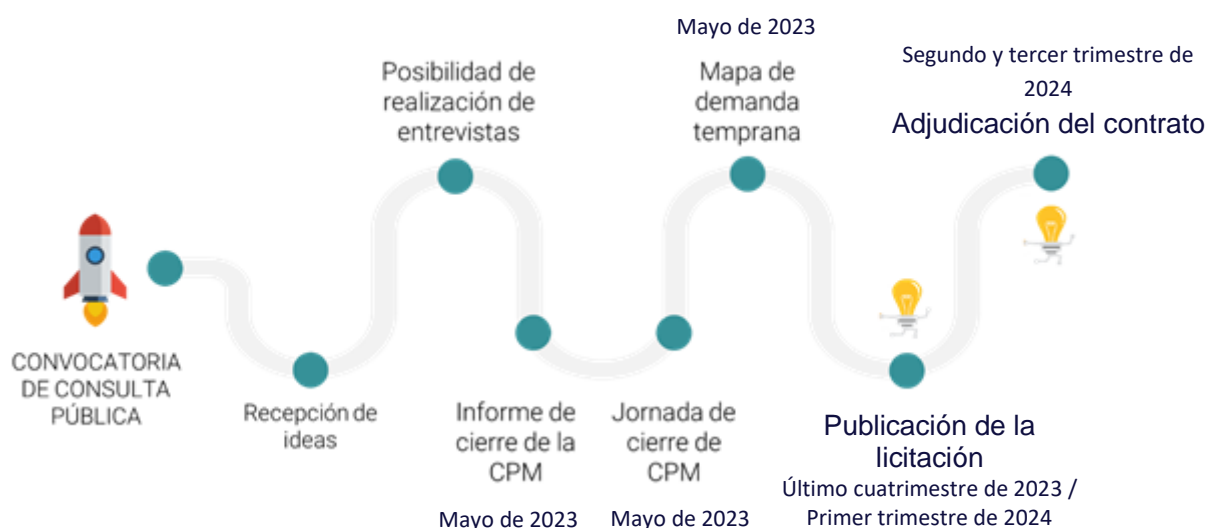 CONVOCATORIA
DE CONSULTA
PÚBLICA
Recepción de
ideas
Posibilidad de
realización de
entrevistas
Informe de
cierre de la
CPM
Mayo de 2023
Jornada de
cierre de
CPM
Mayo de 2023
Mayo de 2023
Mapa de
demanda
temprana
Publicación de la
licitación
Último cuatrimestre de 2023 /
Primer trimestre de 2024
Segundo y tercer trimestre de
2024
Adjudicación del contrato